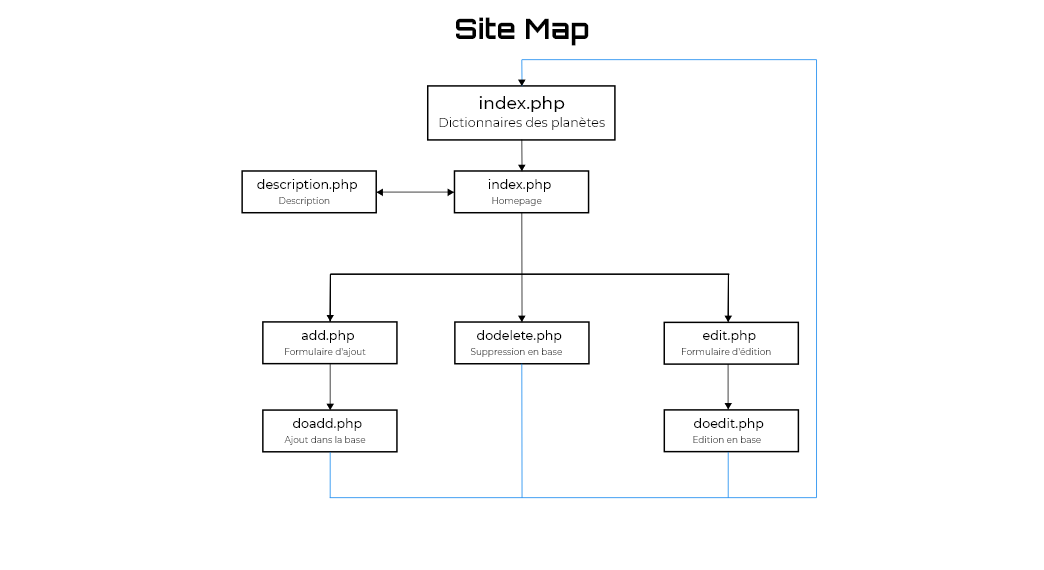 Site Map
index.php
Dictionnaires des planètes
description.php
Description
index.php
Homepage
add.php
Formulaire d'ajout
dodelete.php
Suppression en base
edit.php
Formulaire d'édition
doadd.php
Ajout dans la base
doedit.php
Edition en base